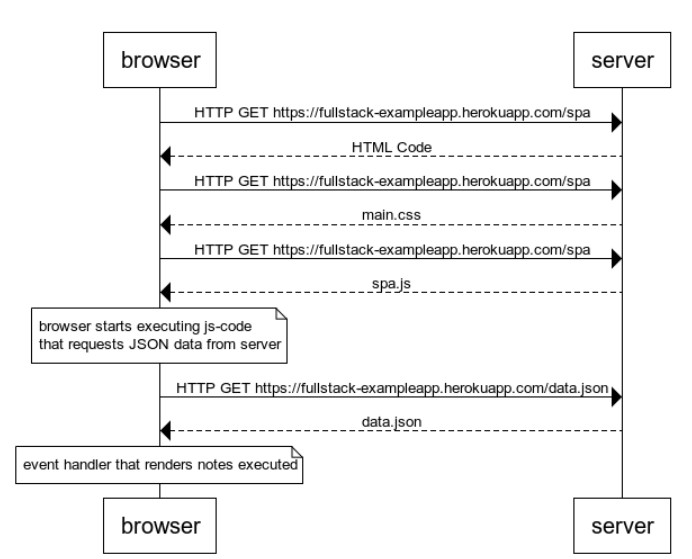 browser
server
HTTP GET https://fullstack-exampleapp.herokuapp.com/spa
HTML Code
HTTP GET https://fullstack-exampleapp.herokuapp.com/spa
main.css
HTTP GET https://fullstack-exampleapp.herokuapp.com/spa
spa.js
browser starts executing js-code
that requests JSON data from server
HTTP GET https://fullstack-exampleapp.herokuapp.com/data.json
data.json
event handler that renders notes executed
browser
server